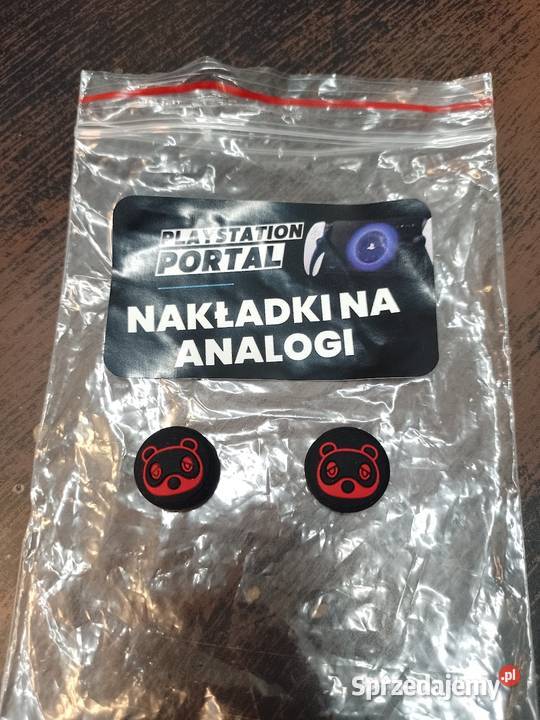 PLAYSTATION
PORTAL
NAKŁADKI NA
ANALOGI
Sprzedajemy.pl